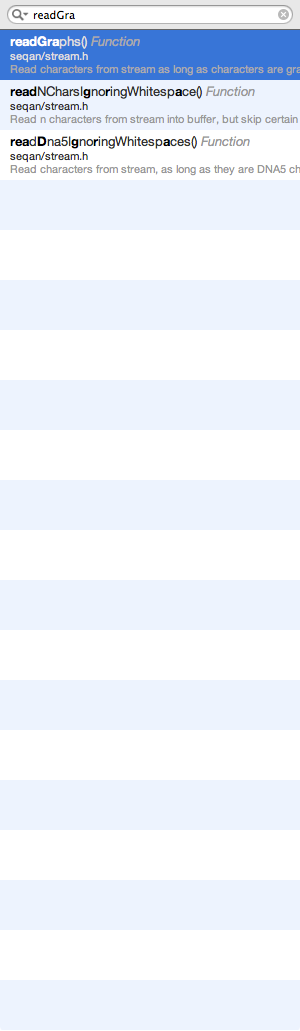 readGra
readGraphs() Function
seqan/stream.h
Read characters from stream as long as characters are gra
readNCharsIgnoringWhitespace() Function
seqan/stream.h
Read n characters from stream into buffer, but skip certain
readDna5IgnoringWhitespaces() Function
seqan/stream.h
Read characters from stream, as long as they are DNA5 ch